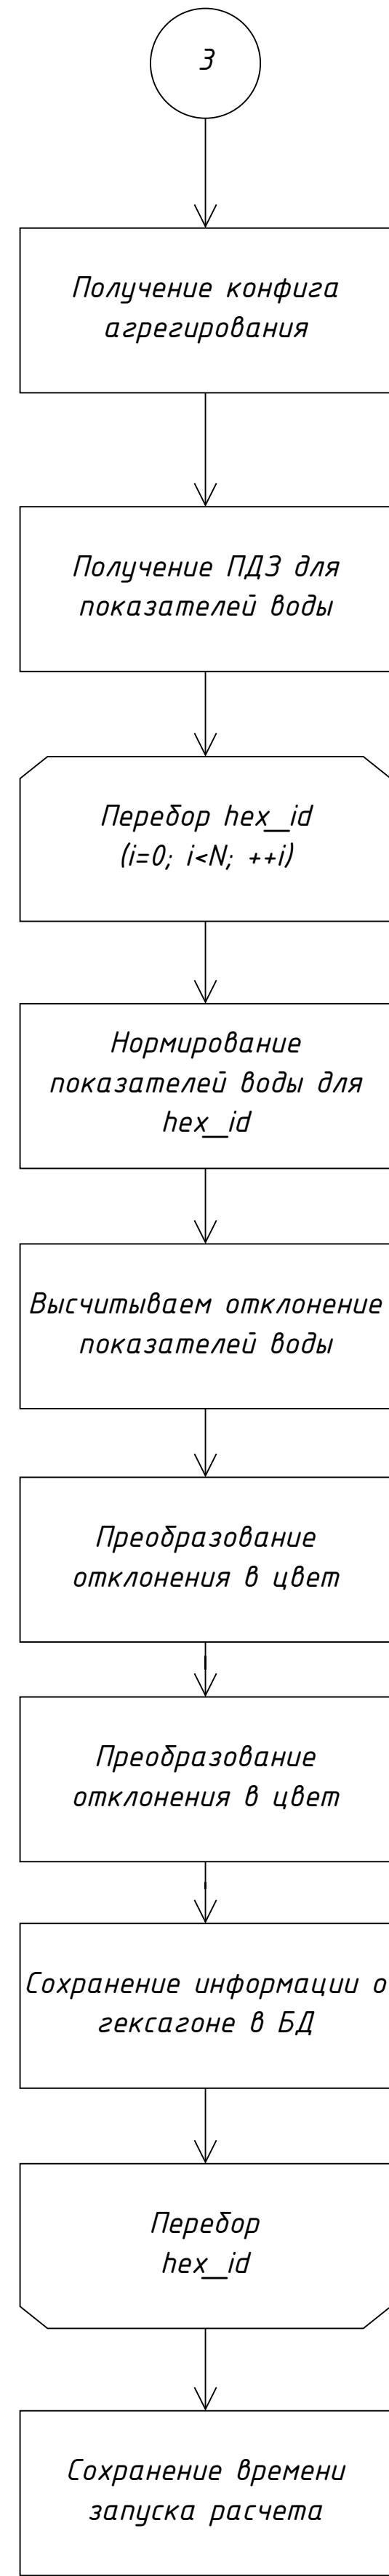 3
Получение конфига
агрегирования
Получение ПДЗ для
показателей воды
Перебор hex_id
(i=0; i<N; ++i)
Нормирование
показателей воды для
hex_id
Высчитываем отклонение
показателей воды
Преобразование
отклонения в цвет
Преобразование
отклонения в цвет
Сохранение информации о
гексагоне в БД
Перебор
hex_id
Сохранение времени
запуска расчета